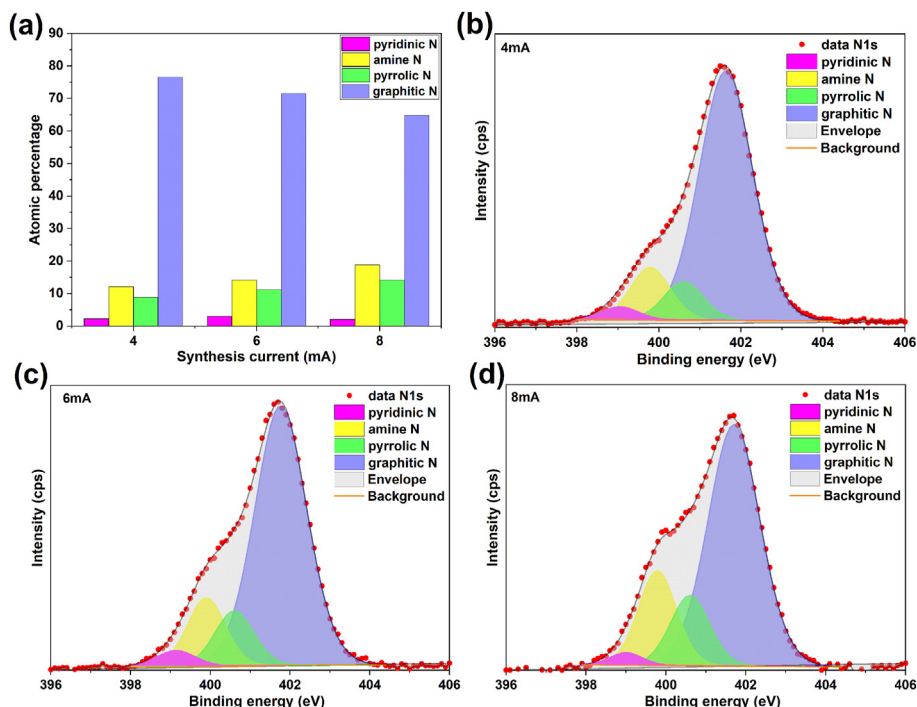 (a)
90
80
70
60
50
40
30
20
10
0
Atomic percentage
pyridinic N
amine N
pyrrolic N
graphitic N
4 6 8
Synthesis current (mA)
(b)
4mA
Intensity (cps)
data N1s
pyridinic N
amine N
pyrrolic N
graphitic N
Envelope
Background
396 398 400 402 404 406
Binding energy (eV)
(c)
6mA
Intensity (cps)
data N1s
pyridinic N
amine N
pyrrolic N
graphitic N
Envelope
Background
396 398 400 402 404 406
Binding energy (eV)
(d)
8mA
Intensity (cps)
data N1s
pyridinic N
amine N
pyrrolic N
graphitic N
Envelope
Background
396 398 400 402 404 406
Binding energy (eV)